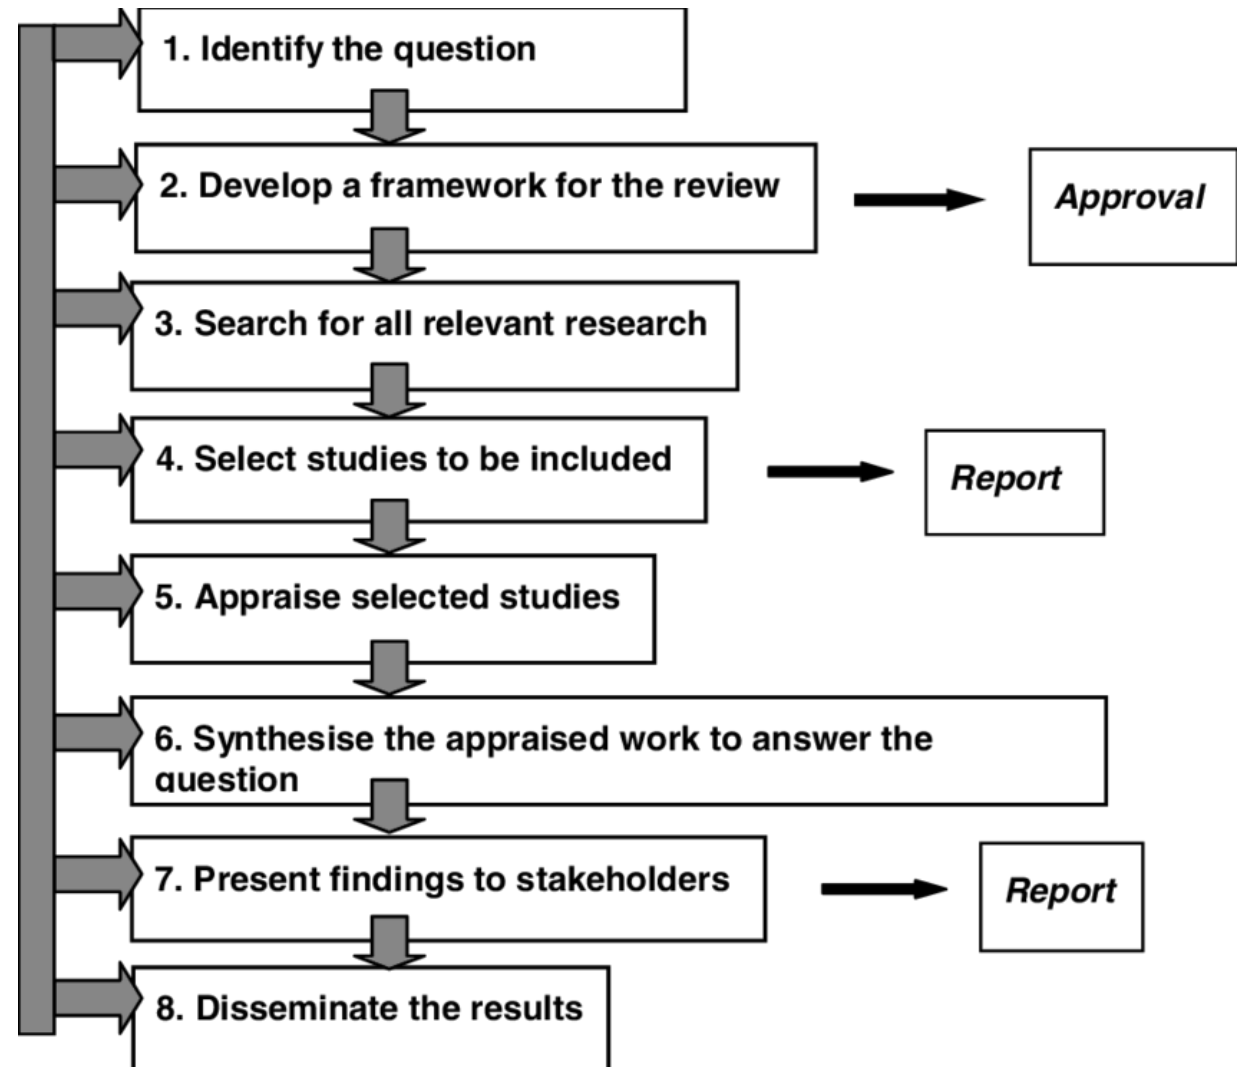 1. Identify the question
2. Develop a framework for the review
Approval
3. Search for all relevant research
4. Select studies to be included
Report
5. Appraise selected studies
6. Synthesise the appraised work to answer the
question
7. Present findings to stakeholders
Report
8. Disseminate the results